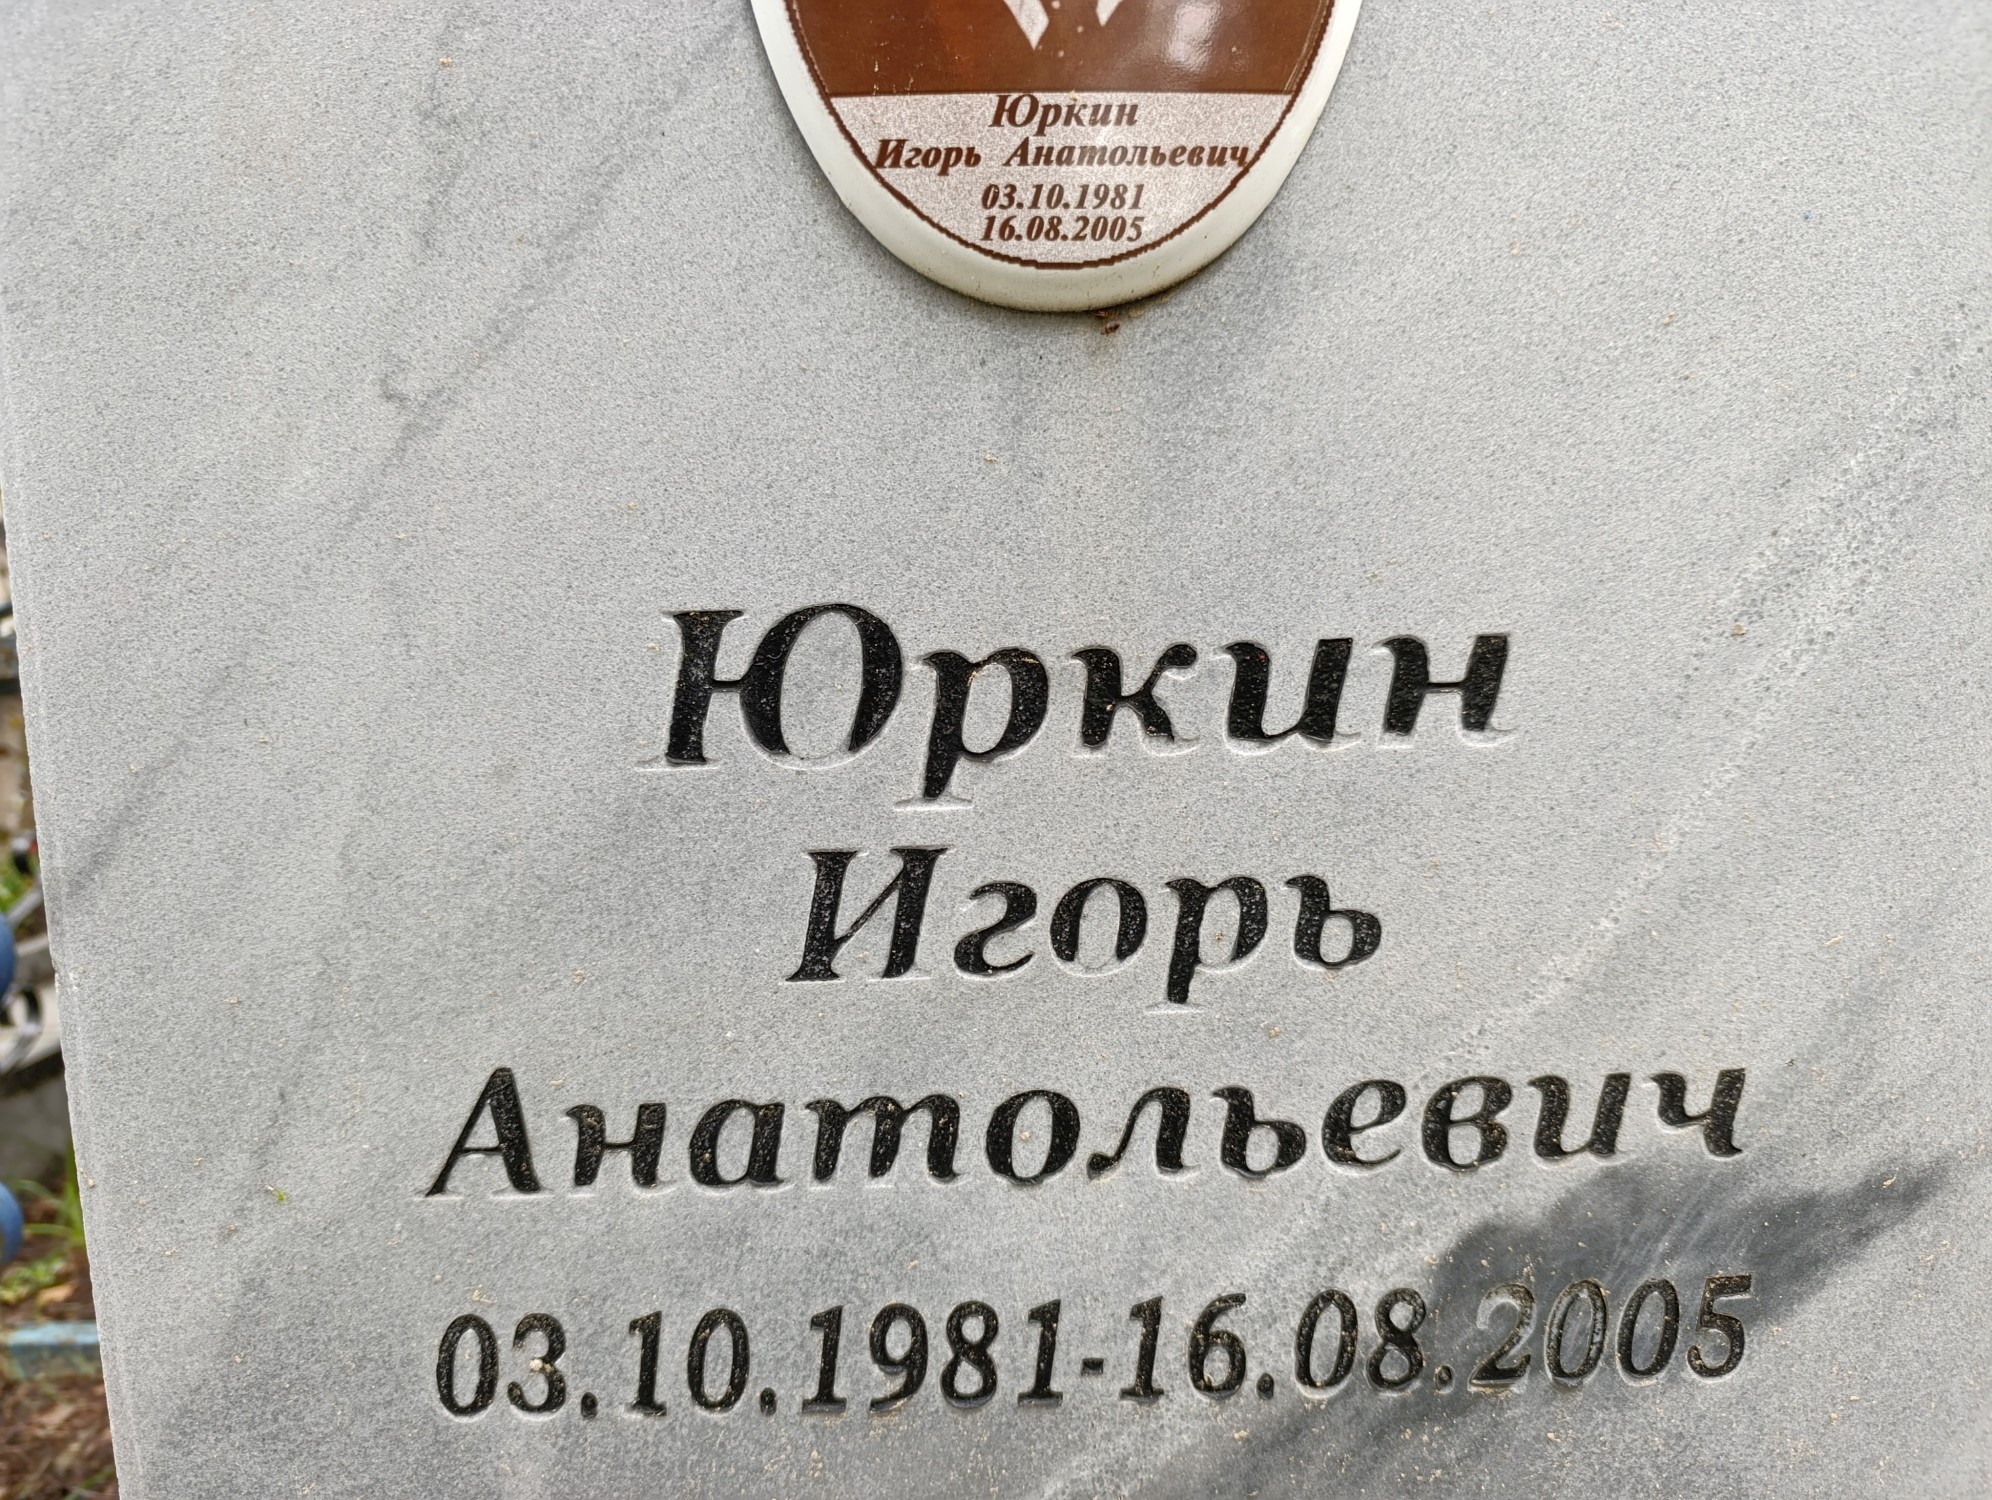 Юркин
Игорь Анатольевич
03.10.1981
16.08.2005
Юркин
Игорь
Анатольевич
03.10.1981-16.08.2005